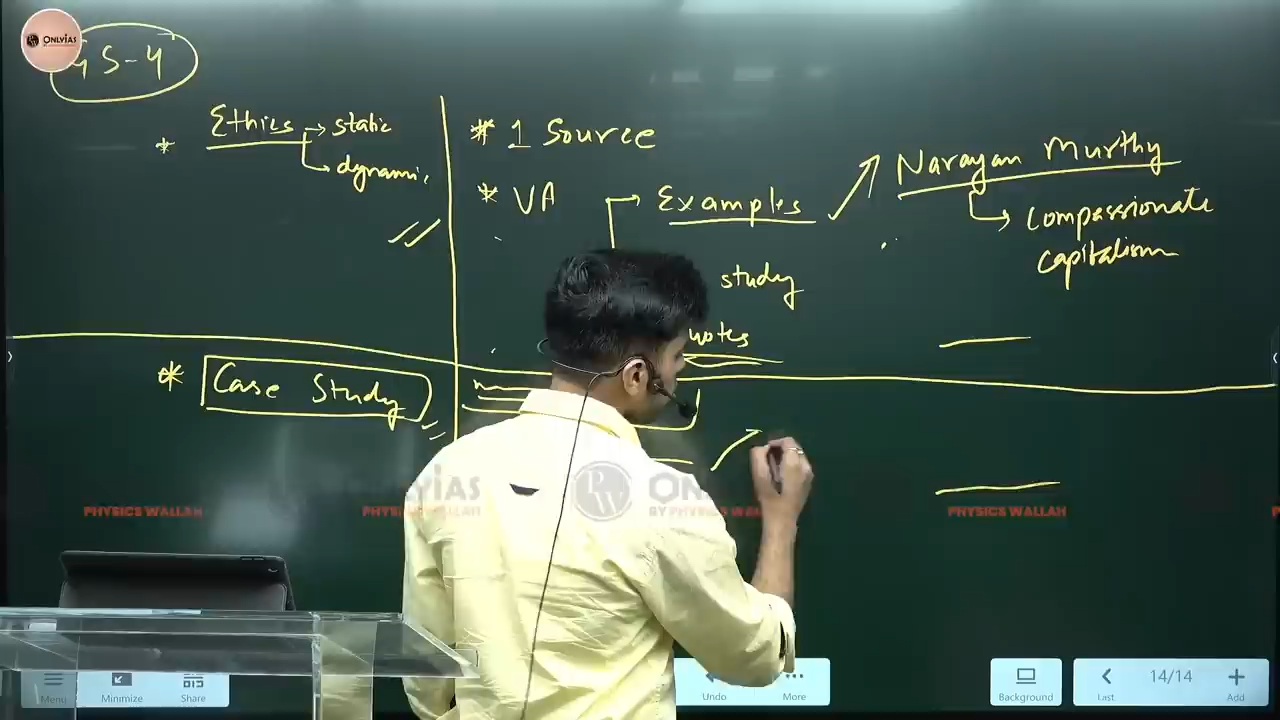 ONLYIAS
GS-4
* Ethics → static
→ dynamic
# 1 Source
* VA
Examples
study
notes
Narayan Murthy
→ Compassionate
capitalism
* Case Study
PHYSICS WALLAH
PHYSICS WALLAH
PW
PHYSICS WALLAH
Menu
Minimize
Share
Undo
More
Background
Last
14/14
Add